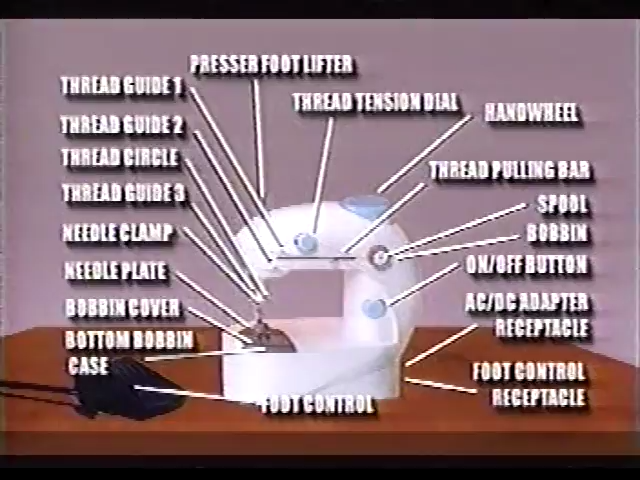 PRESSER FOOT LIFTER
THREAD GUIDE 1
THREAD TENSION DIAL
HANDWHEEL
THREAD GUIDE 2
THREAD CIRCLE
THREAD PULLING BAR
THREAD GUIDE 3
SPOOL
NEEDLE CLAMP
BOBBIN
NEEDLE PLATE
ON/OFF BUTTON
BOBBIN COVER
AC/DC ADAPTER
RECEPTACLE
BOTTOM BOBBIN
CASE
FOOT CONTROL
RECEPTACLE
FOOT CONTROL